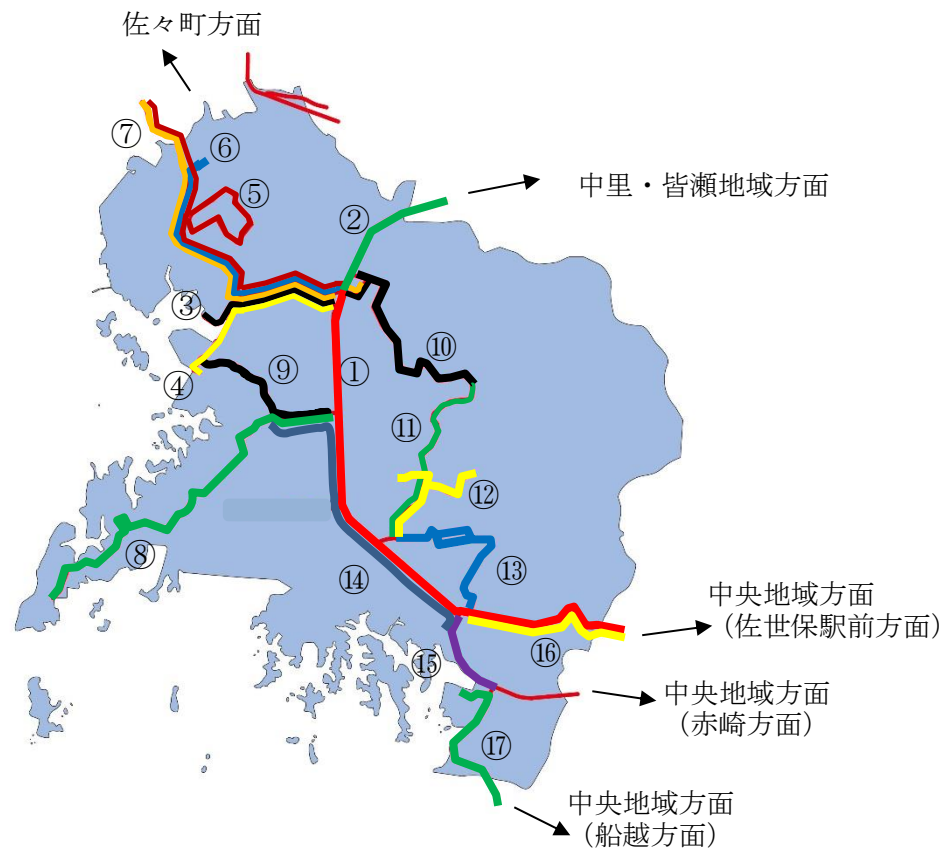 佐々町方面
⑦
⑥
⑤
②
中里・皆瀬地域方面
③
④
⑨
①
⑩
⑪
⑫
⑧
⑭
⑬
中央地域方面
(佐世保駅前方面)
⑯
⑮
中央地域方面
(赤崎方面)
⑰
中央地域方面
(船越方面)